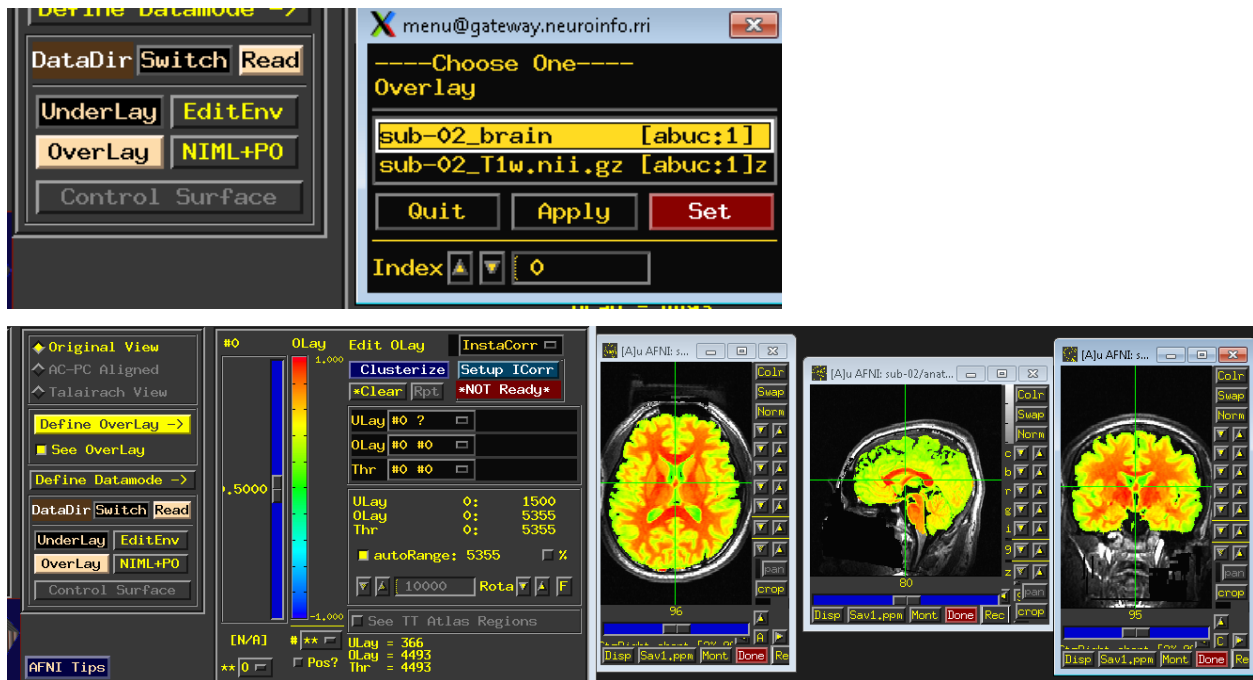 Define Datamode ->
DataDir Switch Read
UnderLay EditEnv
OverLay NIML+PO
Control Surface
menu@gateway.neuroinfo.rri
----Choose One----
Overlay
sub-02_brain [abuc:1]
sub-02_T1w.nii.gz [abuc:1]z
Quit Apply Set
Index 0
Original View
AC-PC Aligned
Talairach View
Define OverLay ->
See OverLay
Define Datamode ->
DataDir Switch Read
UnderLay EditEnv
OverLay NIML+PO
Control Surface
AFNI Tips
#0 OLay
1.000
.5000
-1.000
[N/A] # **
** 0 Pos?
Edit OLay InstaCorr
Clusterize Setup ICorr
*Clear Rpt *NOT Ready*
ULay #0 ?
OLay #0 #0
Thr #0 #0
ULay 0: 1500
OLay 0: 5355
Thr 0: 5355
autoRange: 5355 %
10000 Rota F
See TT Atlas Regions
ULay = 366
OLay = 4493
Thr = 4493
[A]u AFNI: s...
Colr
Swap
Norm
pan
crop
96
A
Disp Sav1.ppm Mont Done Re
[A]u AFNI: sub-02/anat...
Colr
Swap
Norm
c
b
r
g
i
9
z
pan
crop
80
Disp Sav1.ppm Mont Done Rec
[A]u AFNI: s...
Colr
Swap
Norm
pan
crop
95
C
Disp Sav1.ppm Mont Done Re